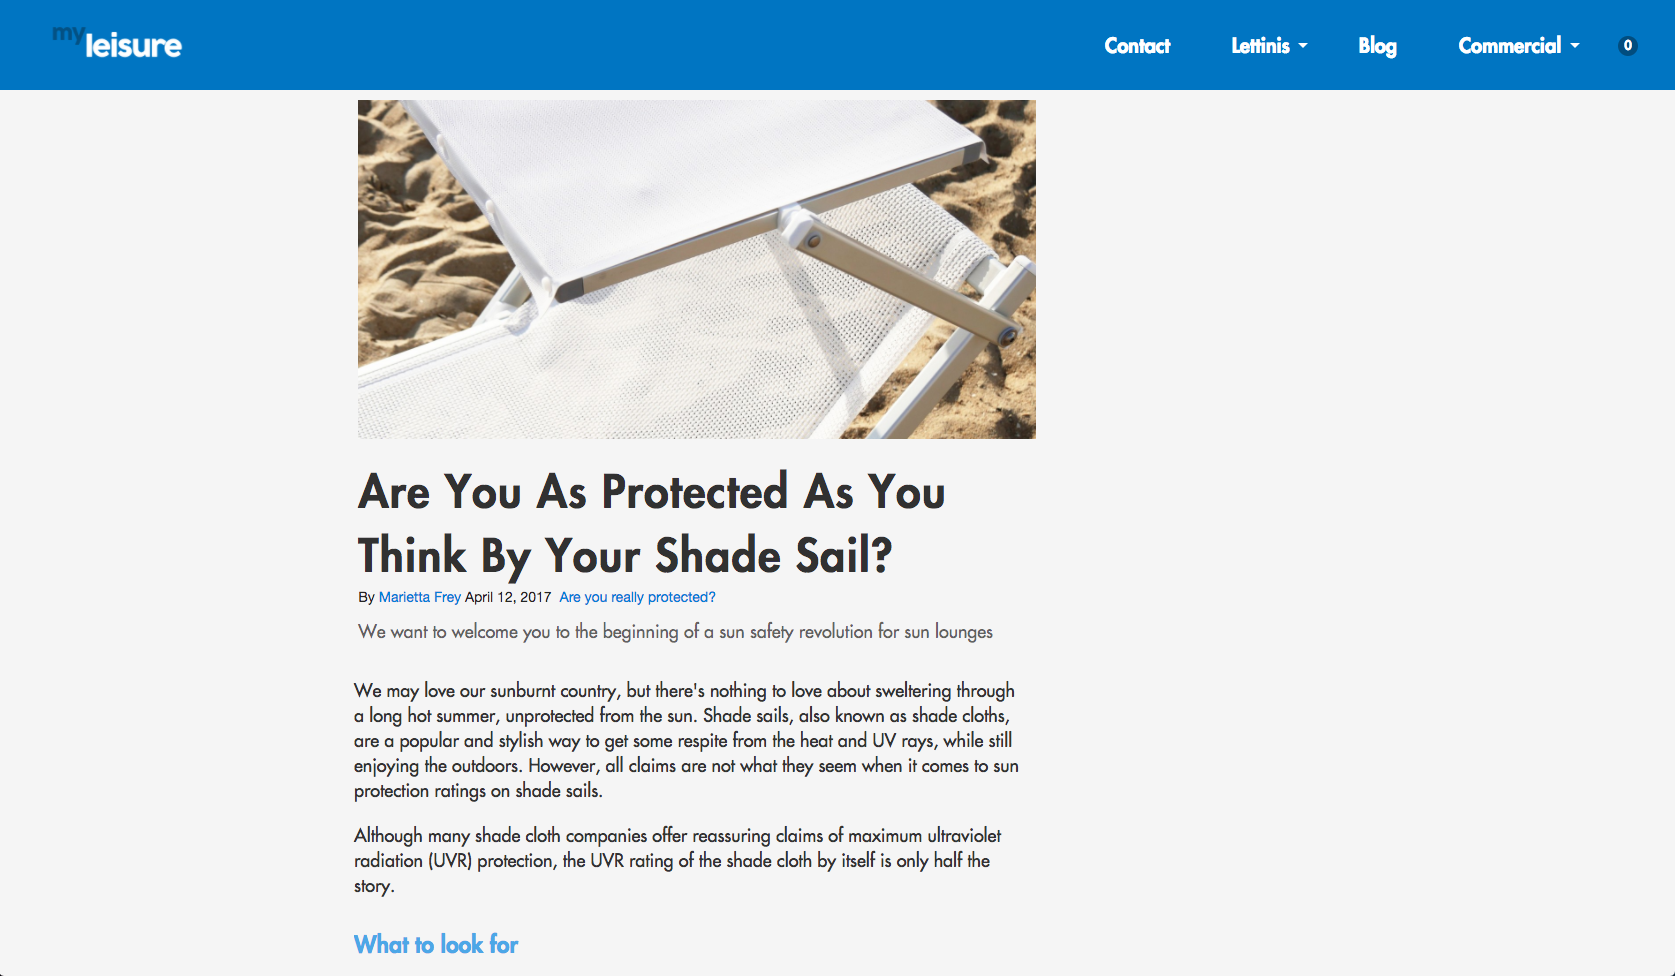 my
leisure
Contact
Lettinis
Blog
Commercial
0
Are You As Protected As You
Think By Your Shade Sail?
By Marietta Frey April 12, 2017 Are you really protected?
We want to welcome you to the beginning of a sun safety revolution for sun lounges
We may love our sunburnt country, but there's nothing to love about sweltering through
a long hot summer, unprotected from the sun. Shade sails, also known as shade cloths,
are a popular and stylish way to get some respite from the heat and UV rays, while still
enjoying the outdoors. However, all claims are not what they seem when it comes to sun
protection ratings on shade sails.
Although many shade cloth companies offer reassuring claims of maximum ultraviolet
radiation (UVR) protection, the UVR rating of the shade cloth by itself is only half the
story.
What to look for